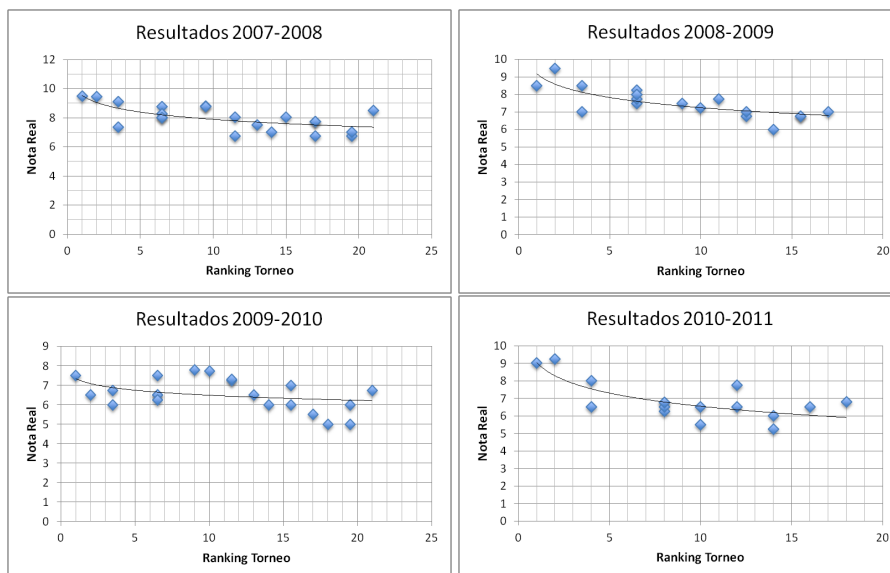 Resultados 2007-2008
12
10
8
6
4
2
0
0 5 10 15 20 25
Nota Real
Ranking Torneo
Resultados 2008-2009
10
9
8
7
6
5
4
3
2
1
0
0 5 10 15 20
Nota Real
Ranking Torneo
Resultados 2009-2010
9
8
7
6
5
4
3
2
1
0
0 5 10 15 20 25
Nota Real
Ranking Torneo
Resultados 2010-2011
10
9
8
7
6
5
4
3
2
1
0
0 5 10 15 20
Nota Real
Ranking Torneo